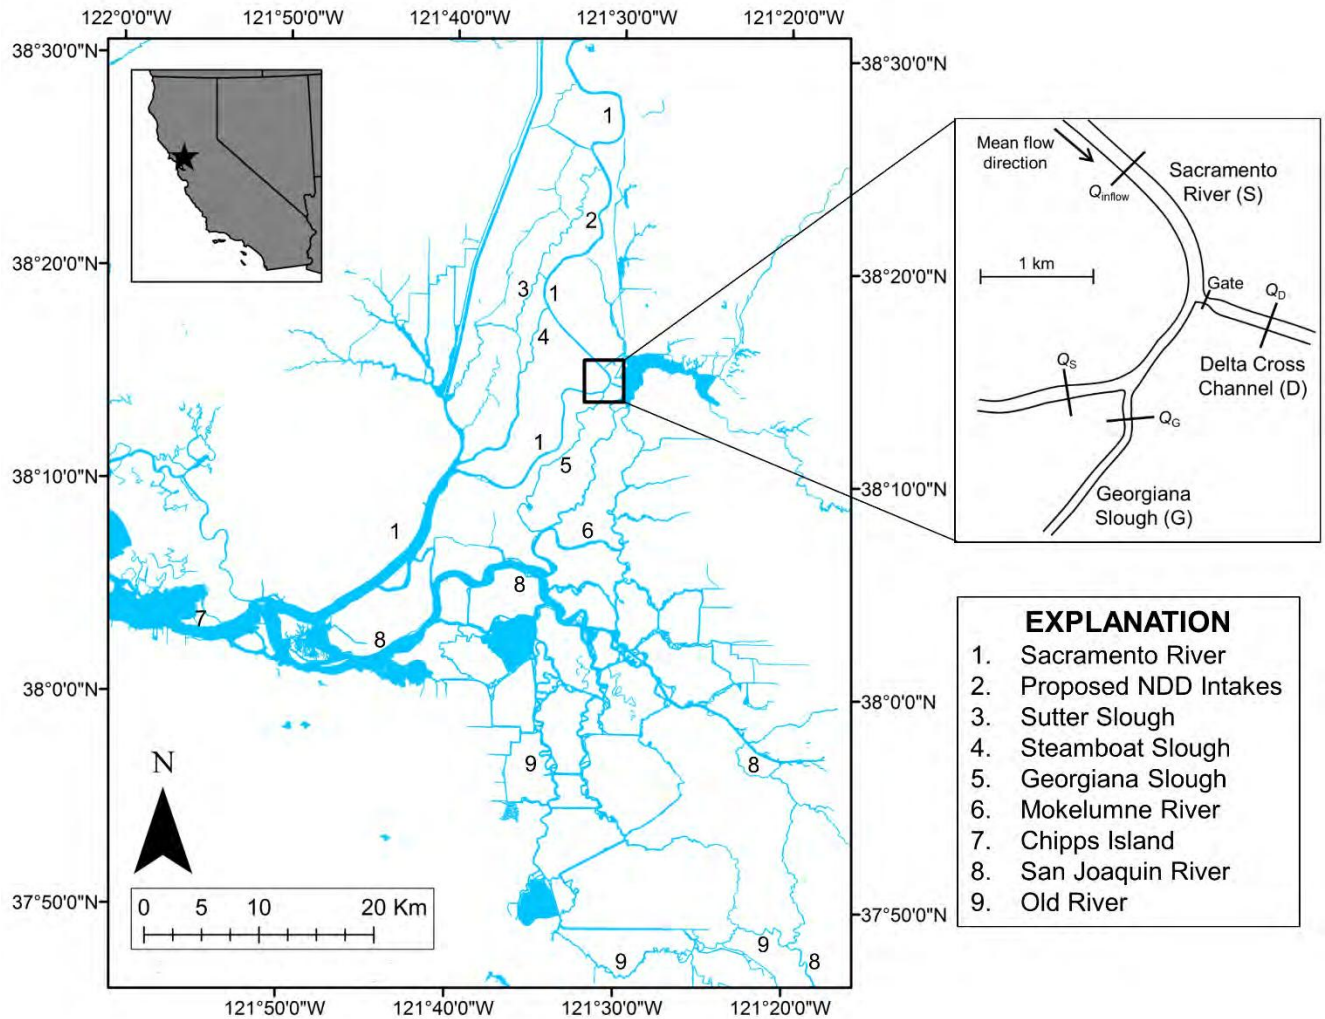 122°0'0"W
121°50'0"W
121°40'0"W
121°30'0"W
121°20'0"W
38°30'0"N
38°30'0"N
1
Mean flow
direction
Sacramento
River (S)
Qinflow
2
38°20'0"N
38°20'0"N
1 km
3
1
Gate
QD
4
QS
Delta Cross
Channel (D)
QG
1
5
38°10'0"N
38°10'0"N
Georgiana
Slough (G)
1
6
8
7
8
38°0'0"N
38°0'0"N
9
8
N
37°50'0"N
37°50'0"N
0 5 10 20 Km
9
9
8
121°50'0"W
121°40'0"W
121°30'0"W
121°20'0"W
EXPLANATION
1. Sacramento River
2. Proposed NDD Intakes
3. Sutter Slough
4. Steamboat Slough
5. Georgiana Slough
6. Mokelumne River
7. Chipps Island
8. San Joaquin River
9. Old River